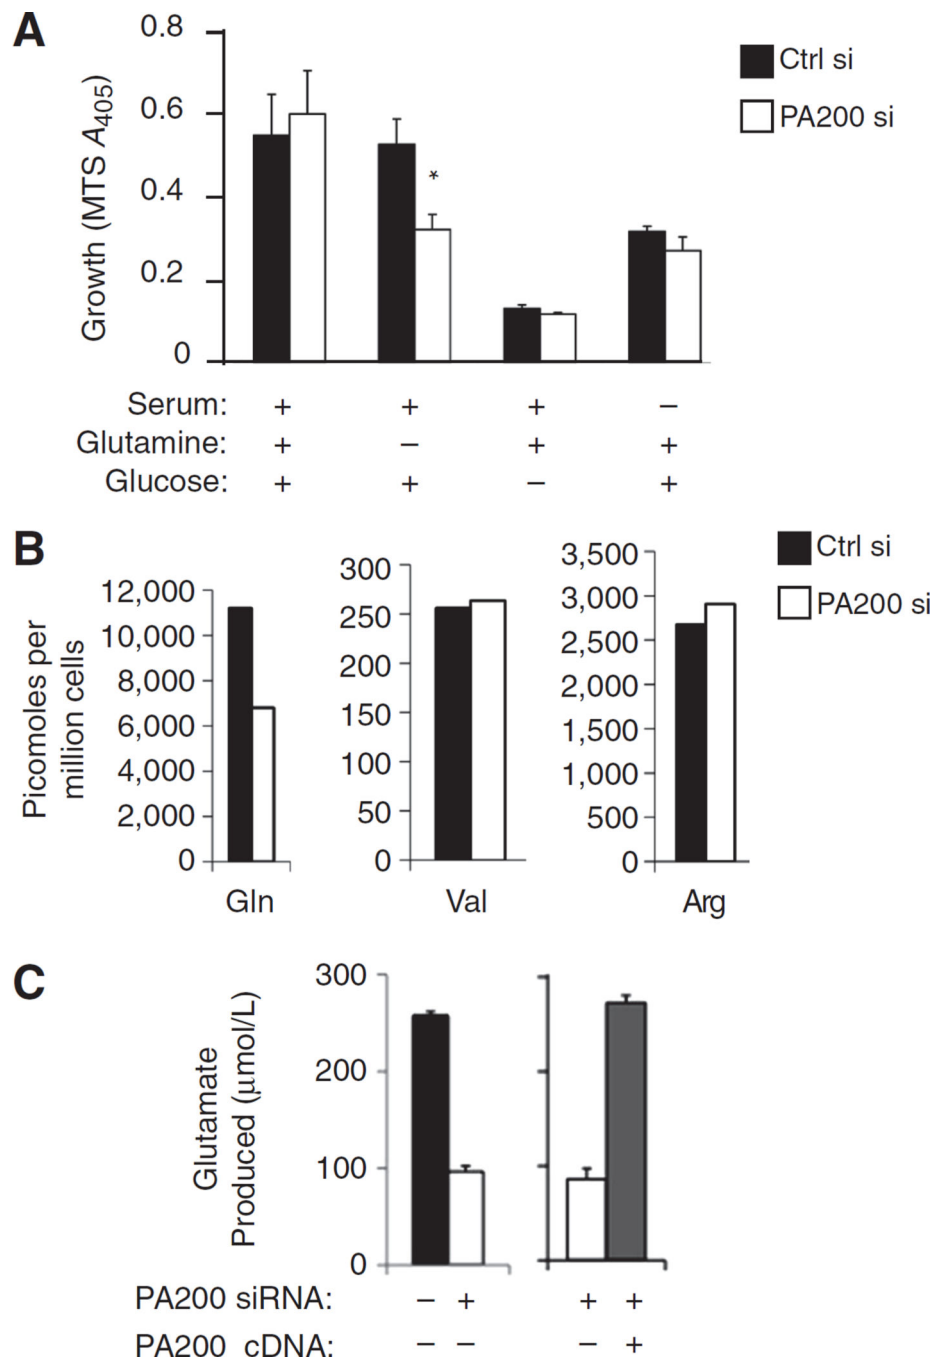 A
Growth (MTS A405)
0.8
0.6
0.4
0.2
0
Ctrl si
PA200 si
*
Serum: + + + −
Glutamine: + − + +
Glucose: + + − +
B
Picomoles per
million cells
12,000
10,000
8,000
6,000
4,000
2,000
0
Gln
300
250
200
150
100
50
0
Val
3,500
3,000
2,500
2,000
1,500
1,000
500
0
Arg
Ctrl si
PA200 si
C
Glutamate
Produced (μmol/L)
300
200
100
0
PA200 siRNA: − + + +
PA200 cDNA: − − − +